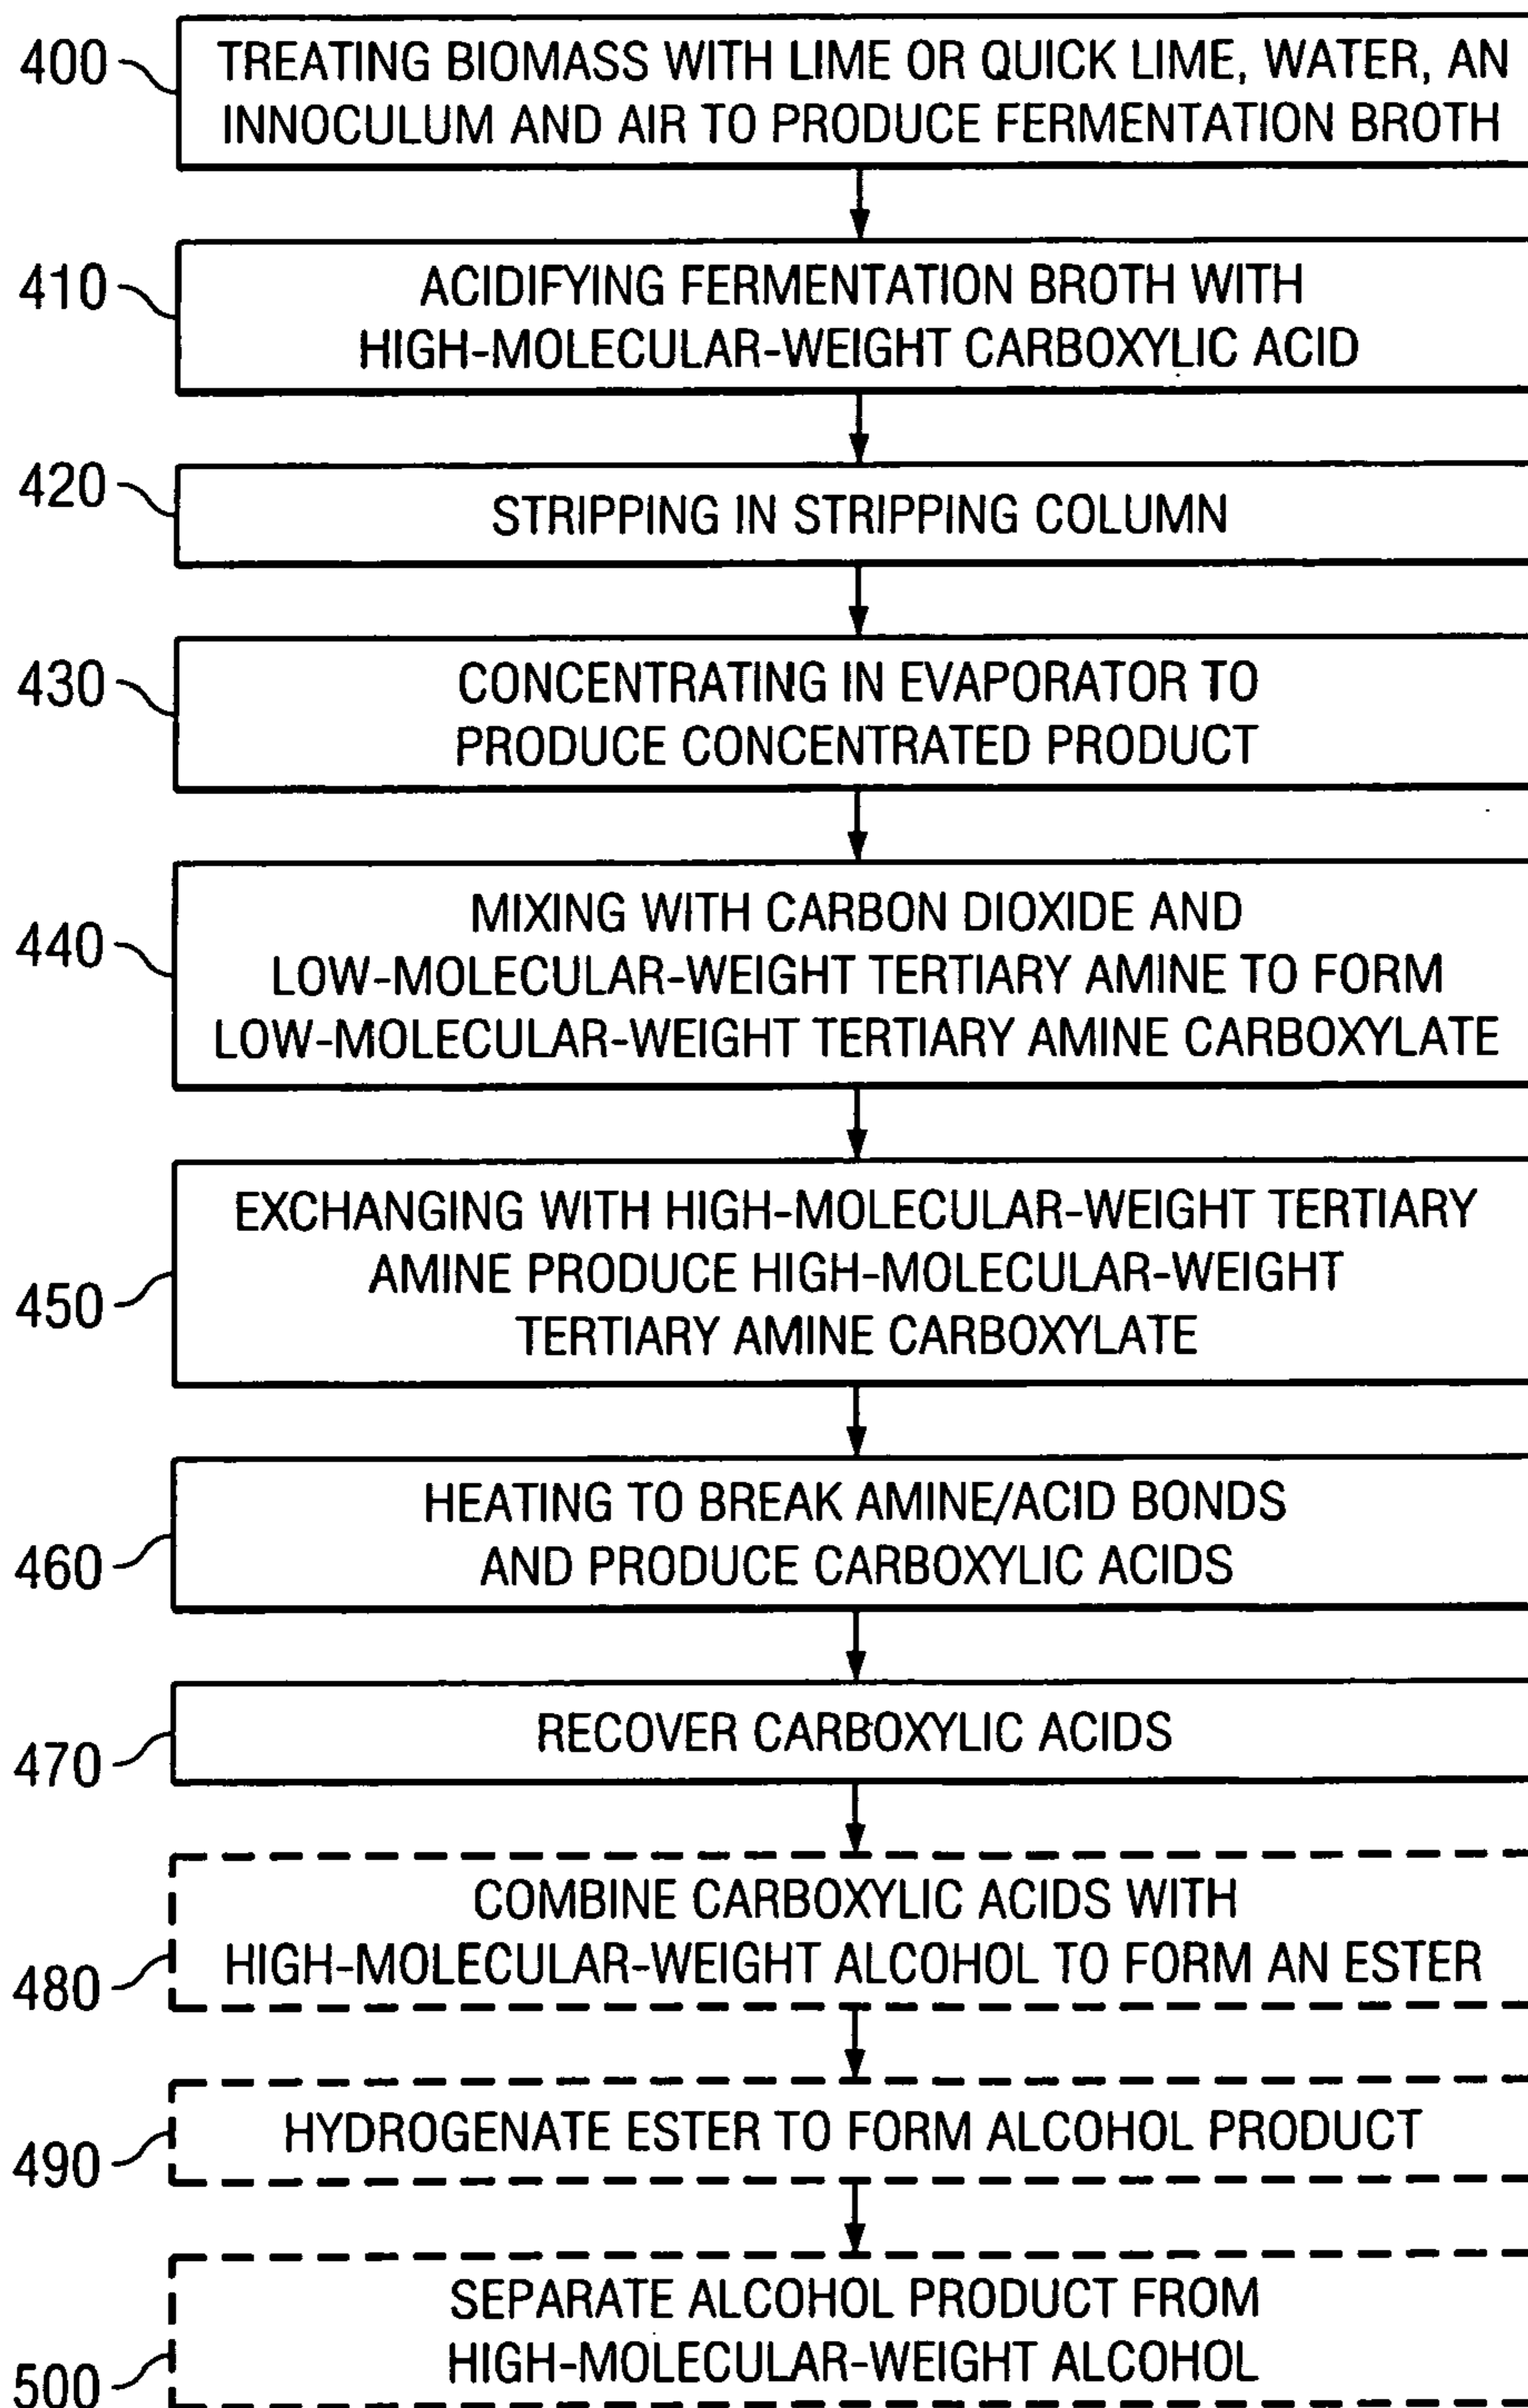 400
TREATING BIOMASS WITH LIME OR QUICK LIME, WATER, AN
INNOCULUM AND AIR TO PRODUCE FERMENTATION BROTH
410
ACIDIFYING FERMENTATION BROTH WITH
HIGH-MOLECULAR-WEIGHT CARBOXYLIC ACID
420
STRIPPING IN STRIPPING COLUMN
430
CONCENTRATING IN EVAPORATOR TO
PRODUCE CONCENTRATED PRODUCT
440
MIXING WITH CARBON DIOXIDE AND
LOW-MOLECULAR-WEIGHT TERTIARY AMINE TO FORM
LOW-MOLECULAR-WEIGHT TERTIARY AMINE CARBOXYLATE
450
EXCHANGING WITH HIGH-MOLECULAR-WEIGHT TERTIARY
AMINE PRODUCE HIGH-MOLECULAR-WEIGHT
TERTIARY AMINE CARBOXYLATE
460
HEATING TO BREAK AMINE/ACID BONDS
AND PRODUCE CARBOXYLIC ACIDS
470
RECOVER CARBOXYLIC ACIDS
480
COMBINE CARBOXYLIC ACIDS WITH
HIGH-MOLECULAR-WEIGHT ALCOHOL TO FORM AN ESTER
490
HYDROGENATE ESTER TO FORM ALCOHOL PRODUCT
500
SEPARATE ALCOHOL PRODUCT FROM
HIGH-MOLECULAR-WEIGHT ALCOHOL